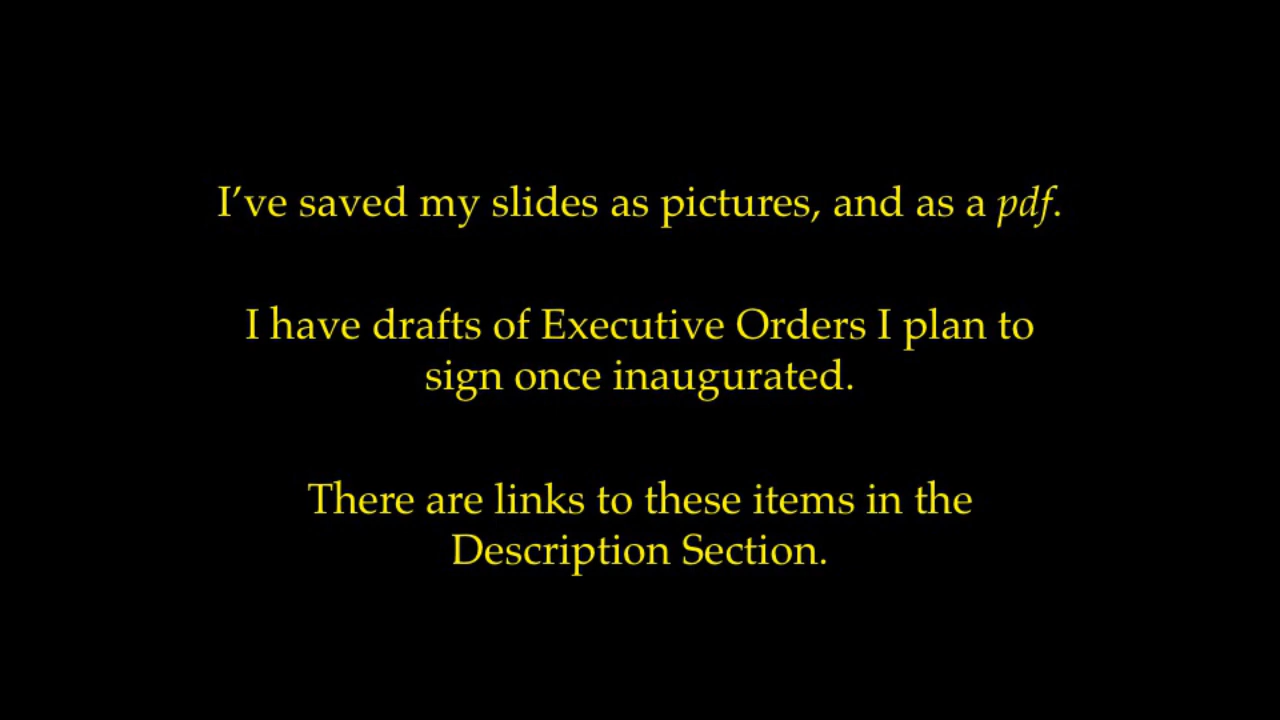 I’ve saved my slides as pictures, and as a pdf.
I have drafts of Executive Orders I plan to
sign once inaugurated.
There are links to these items in the
Description Section.